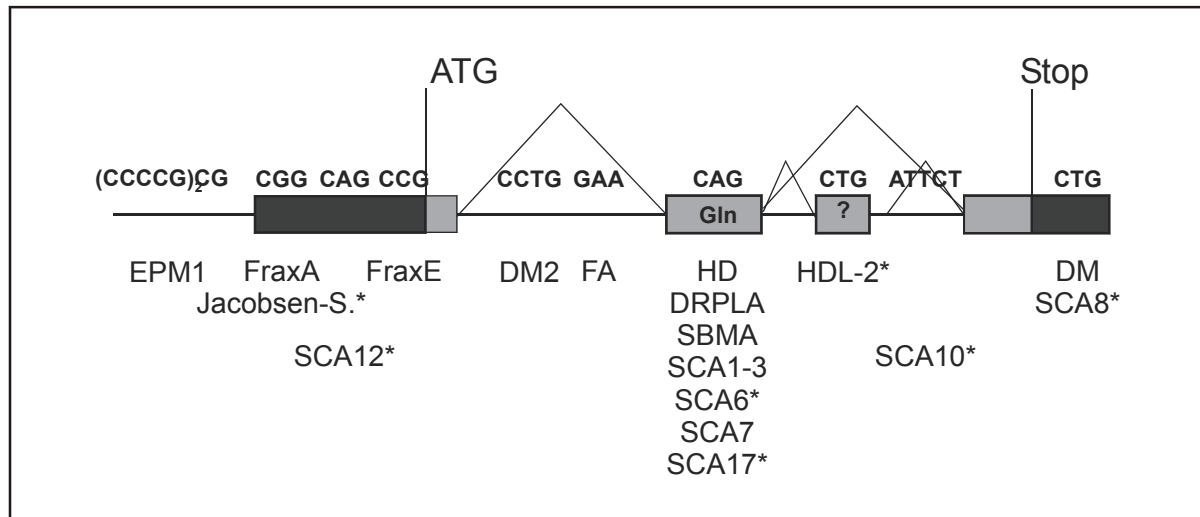 ATG Stop
(CCCCG)2CG CGG CAG CCG CCTG GAA CAG CTG ATTCT CTG
Gln ?
EPM1 FraxA FraxE DM2 FA HD HDL-2* DM
Jacobsen-S.* DRPLA SCA8*
SBMA
SCA12* SCA1-3 SCA10*
SCA6*
SCA7
SCA17*